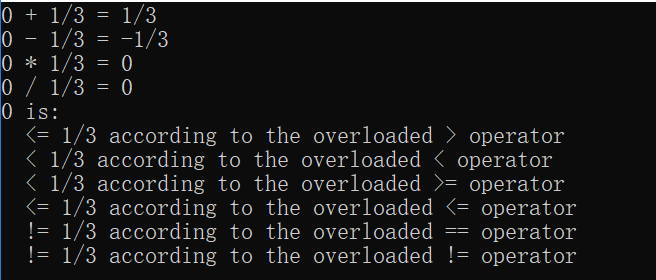 0 + 1/3 = 1/3
0 - 1/3 = -1/3
0 * 1/3 = 0
0 / 1/3 = 0
0 is:
  <= 1/3 according to the overloaded > operator
  < 1/3 according to the overloaded < operator
  < 1/3 according to the overloaded >= operator
  <= 1/3 according to the overloaded <= operator
  != 1/3 according to the overloaded == operator
  != 1/3 according to the overloaded != operator